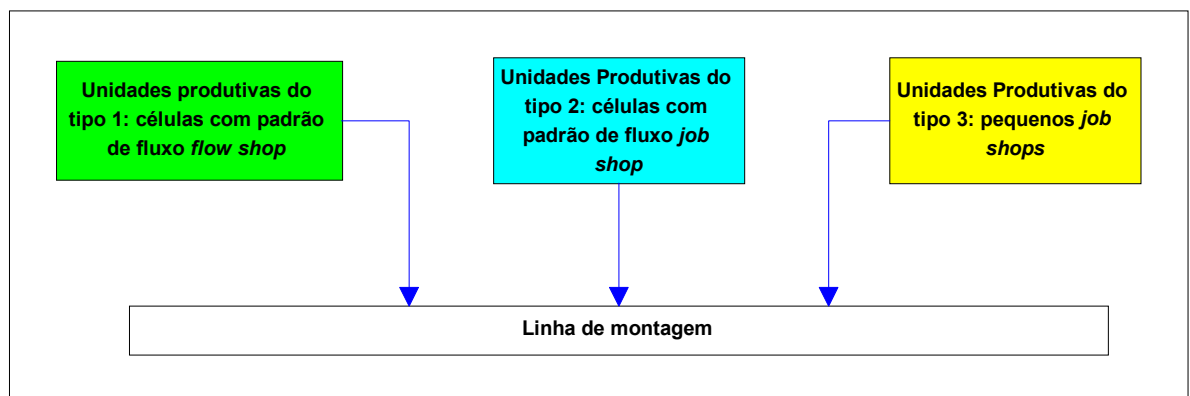 Unidades produtivas do
tipo 1: células com padrão
de fluxo flow shop
Unidades Produtivas do
tipo 2: células com
padrão de fluxo job
shop
Unidades Produtivas do
tipo 3: pequenos job
shops
Linha de montagem